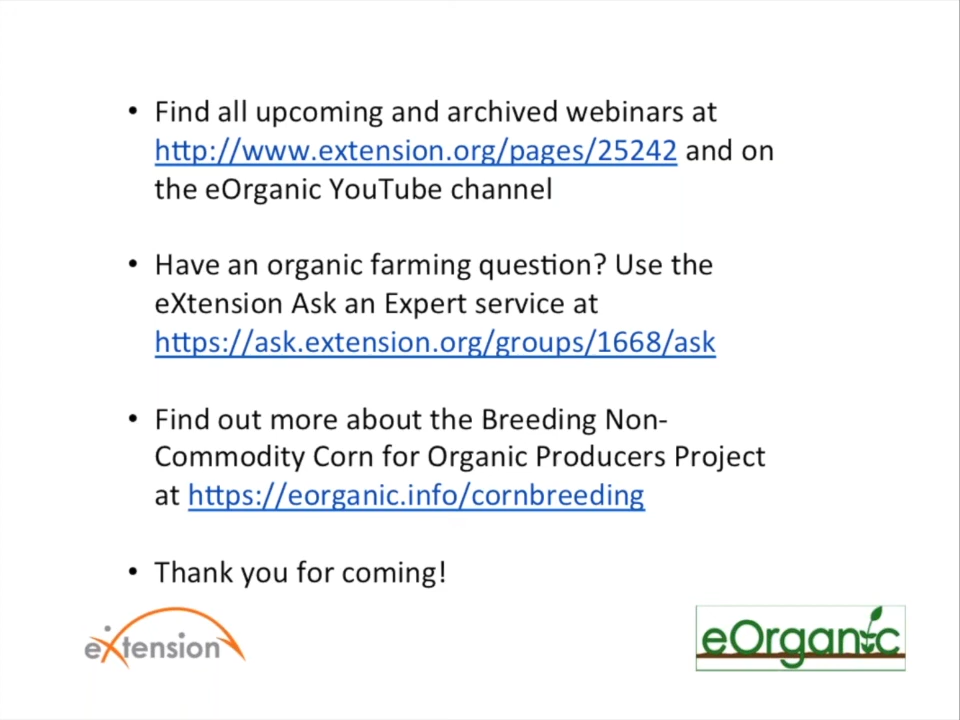 • Find all upcoming and archived webinars at
http://www.extension.org/pages/25242 and on
the eOrganic YouTube channel
• Have an organic farming question? Use the
eXtension Ask an Expert service at
https://ask.extension.org/groups/1668/ask
• Find out more about the Breeding Non-
Commodity Corn for Organic Producers Project
at https://eorganic.info/cornbreeding
• Thank you for coming!
eXtension
eOrganic